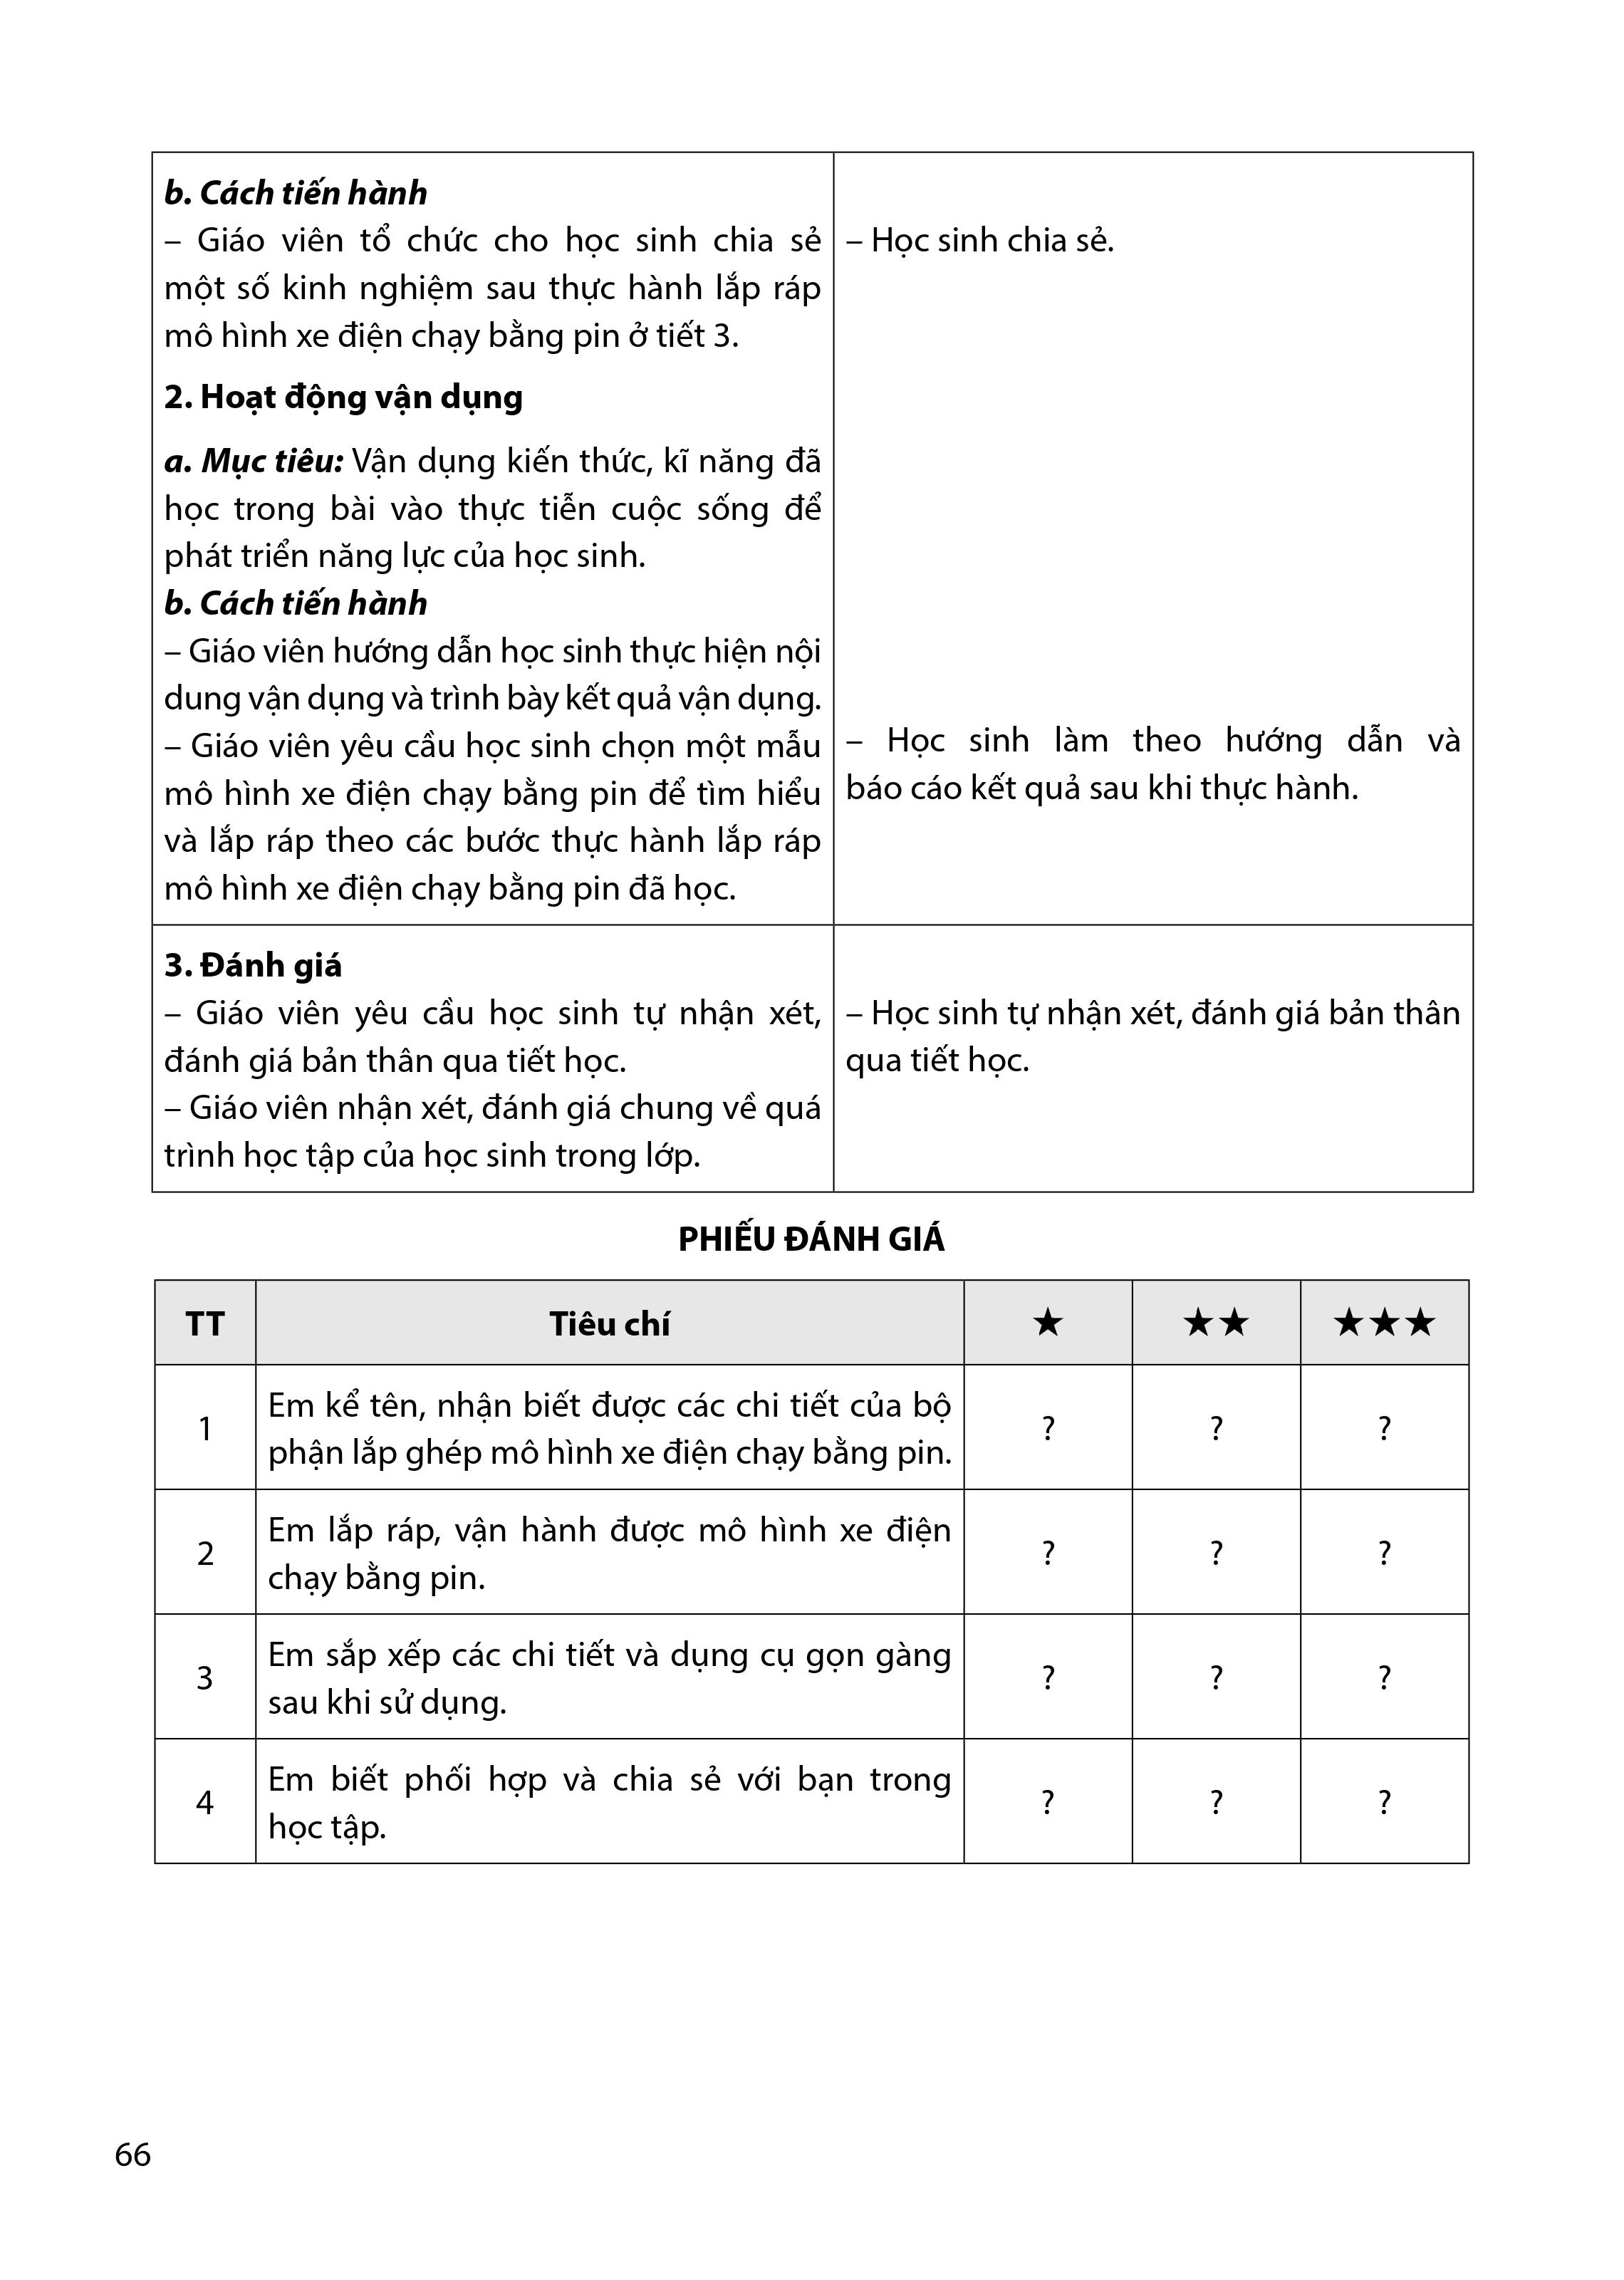 b. Cách tiến hành
– Giáo viên tổ chức cho học sinh chia sẻ
một số kinh nghiệm sau thực hành lắp ráp
mô hình xe điện chạy bằng pin ở tiết 3.
– Học sinh chia sẻ.
2. Hoạt động vận dụng
a. Mục tiêu: Vận dụng kiến thức, kĩ năng đã
học trong bài vào thực tiễn cuộc sống để
phát triển năng lực của học sinh.
b. Cách tiến hành
– Giáo viên hướng dẫn học sinh thực hiện nội
dung vận dụng và trình bày kết quả vận dụng.
– Giáo viên yêu cầu học sinh chọn một mẫu
mô hình xe điện chạy bằng pin để tìm hiểu
và lắp ráp theo các bước thực hành lắp ráp
mô hình xe điện chạy bằng pin đã học.
– Học sinh làm theo hướng dẫn và
báo cáo kết quả sau khi thực hành.
3. Đánh giá
– Giáo viên yêu cầu học sinh tự nhận xét,
đánh giá bản thân qua tiết học.
– Giáo viên nhận xét, đánh giá chung về quá
trình học tập của học sinh trong lớp.
– Học sinh tự nhận xét, đánh giá bản thân
qua tiết học.
PHIẾU ĐÁNH GIÁ
TT Tiêu chí ★ ★★ ★★★
1 Em kể tên, nhận biết được các chi tiết của bộ
phận lắp ghép mô hình xe điện chạy bằng pin. ? ? ?
2 Em lắp ráp, vận hành được mô hình xe điện
chạy bằng pin. ? ? ?
3 Em sắp xếp các chi tiết và dụng cụ gọn gàng
sau khi sử dụng. ? ? ?
4 Em biết phối hợp và chia sẻ với bạn trong
học tập. ? ? ?
66